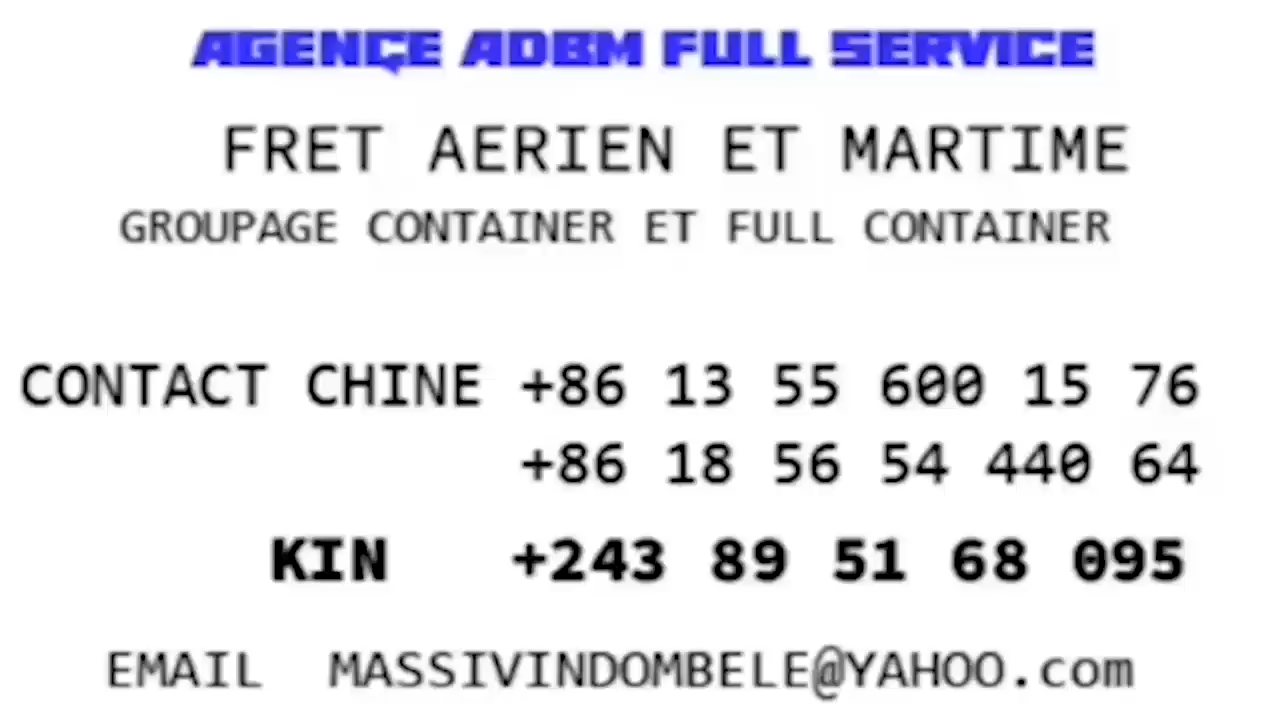 AGENÇE ADBM FULL SERVICE
FRET AERIEN ET MARTIME
GROUPAGE CONTAINER ET FULL CONTAINER
CONTACT CHINE +86 13 55 600 15 76
+86 18 56 54 440 64
KIN +243 89 51 68 095
EMAIL MASSIVINDOMBELE@YAHOO.com